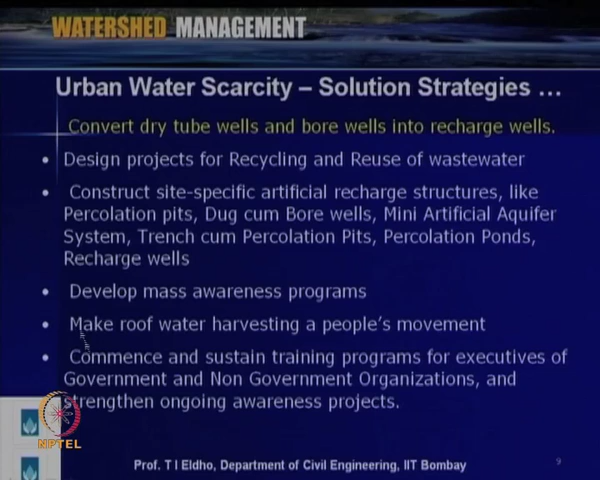 WATERSHED MANAGEMENT
Urban Water Scarcity – Solution Strategies …
Convert dry tube wells and bore wells into recharge wells.
• Design projects for Recycling and Reuse of wastewater
• Construct site-specific artificial recharge structures, like
Percolation pits, Dug cum Bore wells, Mini Artificial Aquifer
System, Trench cum Percolation Pits, Percolation Ponds,
Recharge wells
• Develop mass awareness programs
• Make roof water harvesting a people's movement
• Commence and sustain training programs for executives of
Government and Non Government Organizations, and
strengthen ongoing awareness projects.
NPTEL
Prof. T I Eldho, Department of Civil Engineering, IIT Bombay
9